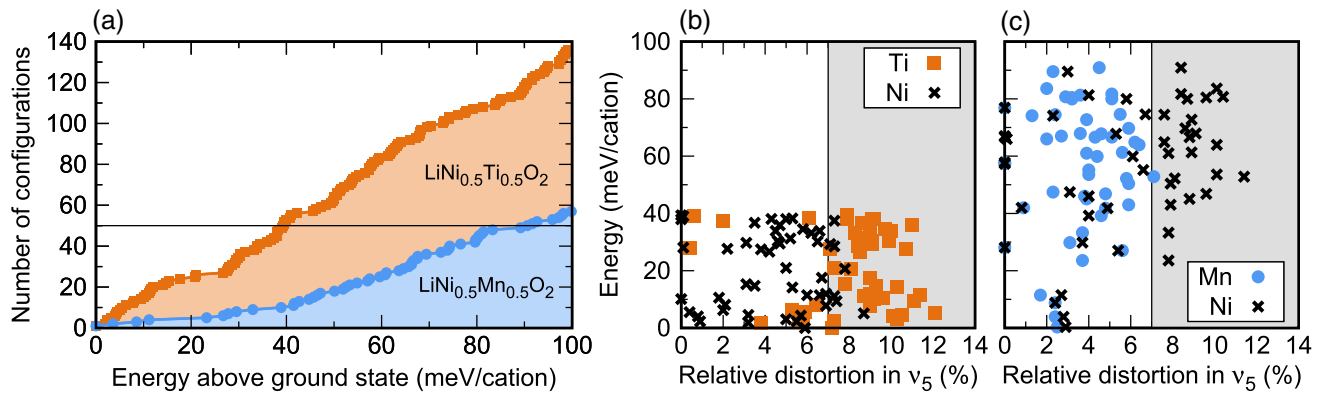 (a)
Number of configurations
140
120
100
80
60
40
20
0
LiNi0.5Ti0.5O2
LiNi0.5Mn0.5O2
0 20 40 60 80 100
Energy above ground state (meV/cation)
(b)
Energy (meV/cation)
100
80
60
40
20
0
Ti
Ni
0 2 4 6 8 10 12 14
Relative distortion in ν5 (%)
(c)
Mn
Ni
0 2 4 6 8 10 12 14
Relative distortion in ν5 (%)